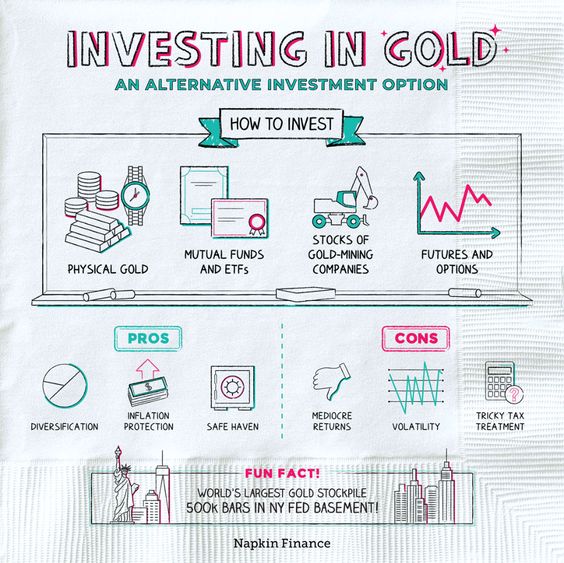 INVESTING IN GOLD
AN ALTERNATIVE INVESTMENT OPTION
HOW TO INVEST
PHYSICAL GOLD
MUTUAL FUNDS
AND ETFs
STOCKS OF
GOLD-MINING
COMPANIES
FUTURES AND
OPTIONS
PROS
DIVERSIFICATION
INFLATION
PROTECTION
SAFE HAVEN
CONS
MEDIOCRE
RETURNS
VOLATILITY
TRICKY TAX
TREATMENT
FUN FACT!
WORLD'S LARGEST GOLD STOCKPILE
500K BARS IN NY FED BASEMENT!
Napkin Finance